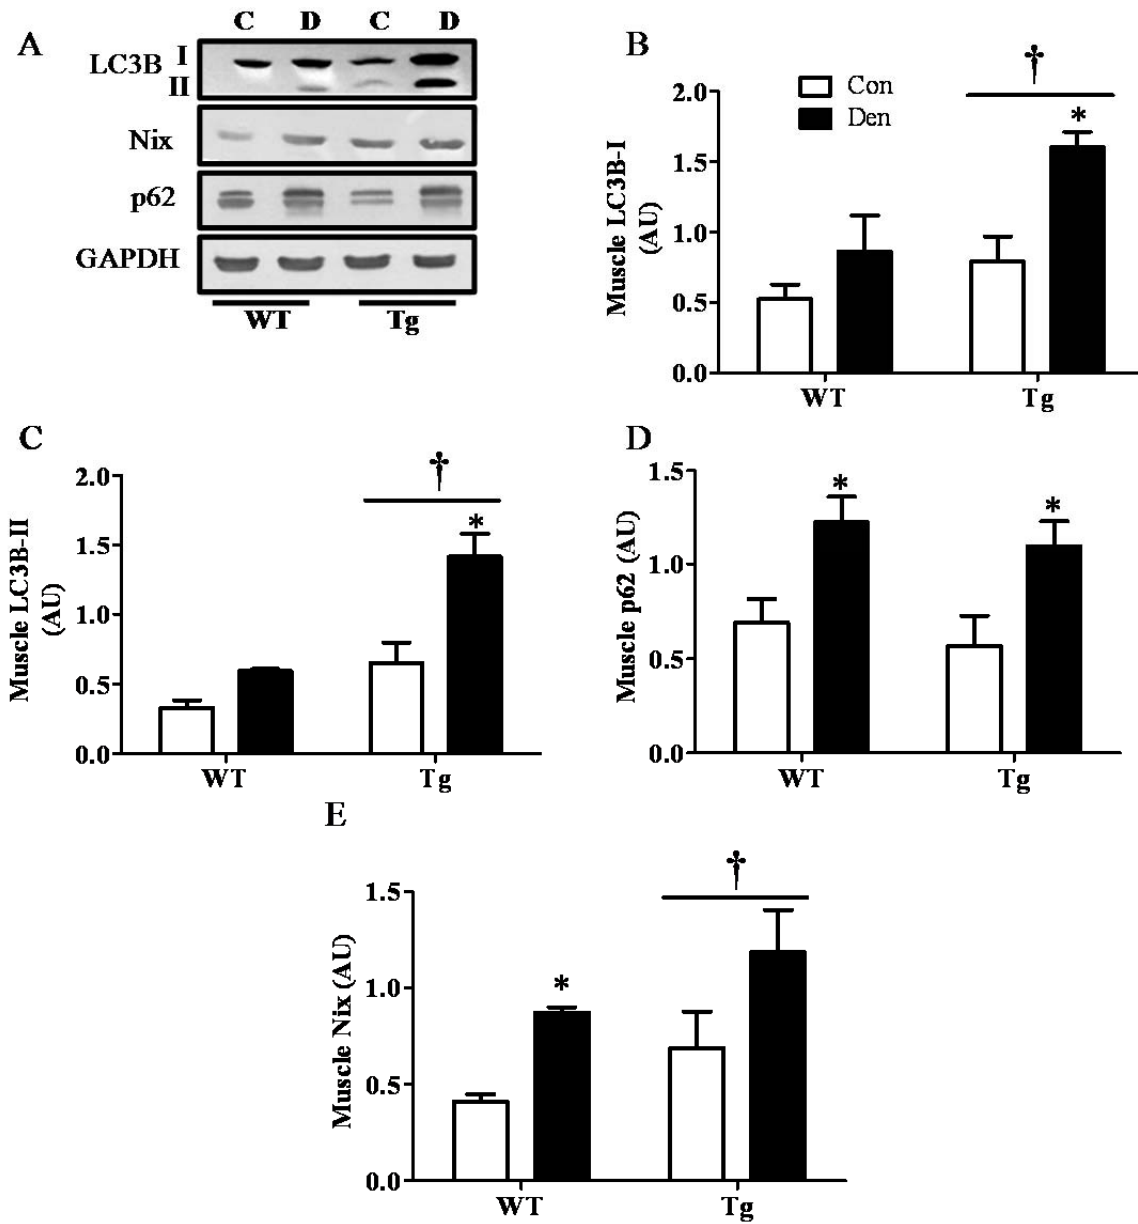 A
C D C D
LC3B I
II
Nix
p62
GAPDH
WT Tg
B
†
Con
Den
*
2.0
1.5
1.0
0.5
0.0
Muscle LC3B-I
(AU)
WT Tg
C
†
*
2.0
1.5
1.0
0.5
0.0
Muscle LC3B-II
(AU)
WT Tg
D
* *
1.5
1.0
0.5
0.0
Muscle p62 (AU)
WT Tg
E
†
*
1.5
1.0
0.5
0.0
Muscle Nix (AU)
WT Tg